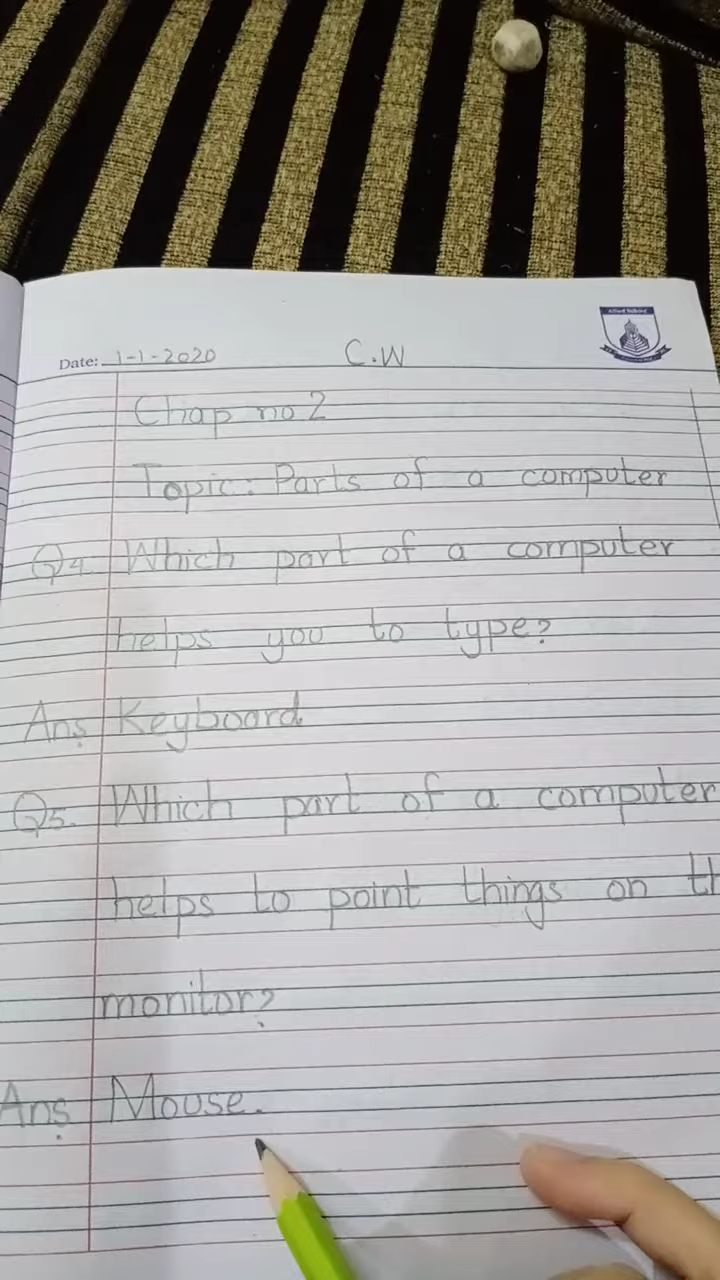 Date: 1-1-2020 C.W
Chap no 2
Topic: Parts of a computer
Q4. Which part of a computer
helps you to type?
Ans Keyboard
Q5. Which part of a computer
helps to point things on th
monitor?
Ans Mouse.